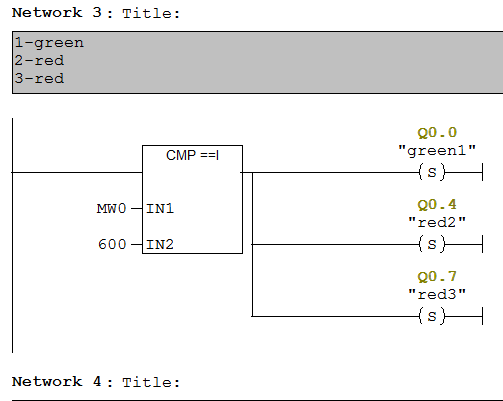 Network 3: Title:
1-green
2-red
3-red
CMP ==I
Q0.0
"green1"
S
MW0 IN1
Q0.4
"red2"
600 IN2
S
Q0.7
"red3"
S
Network 4: Title: